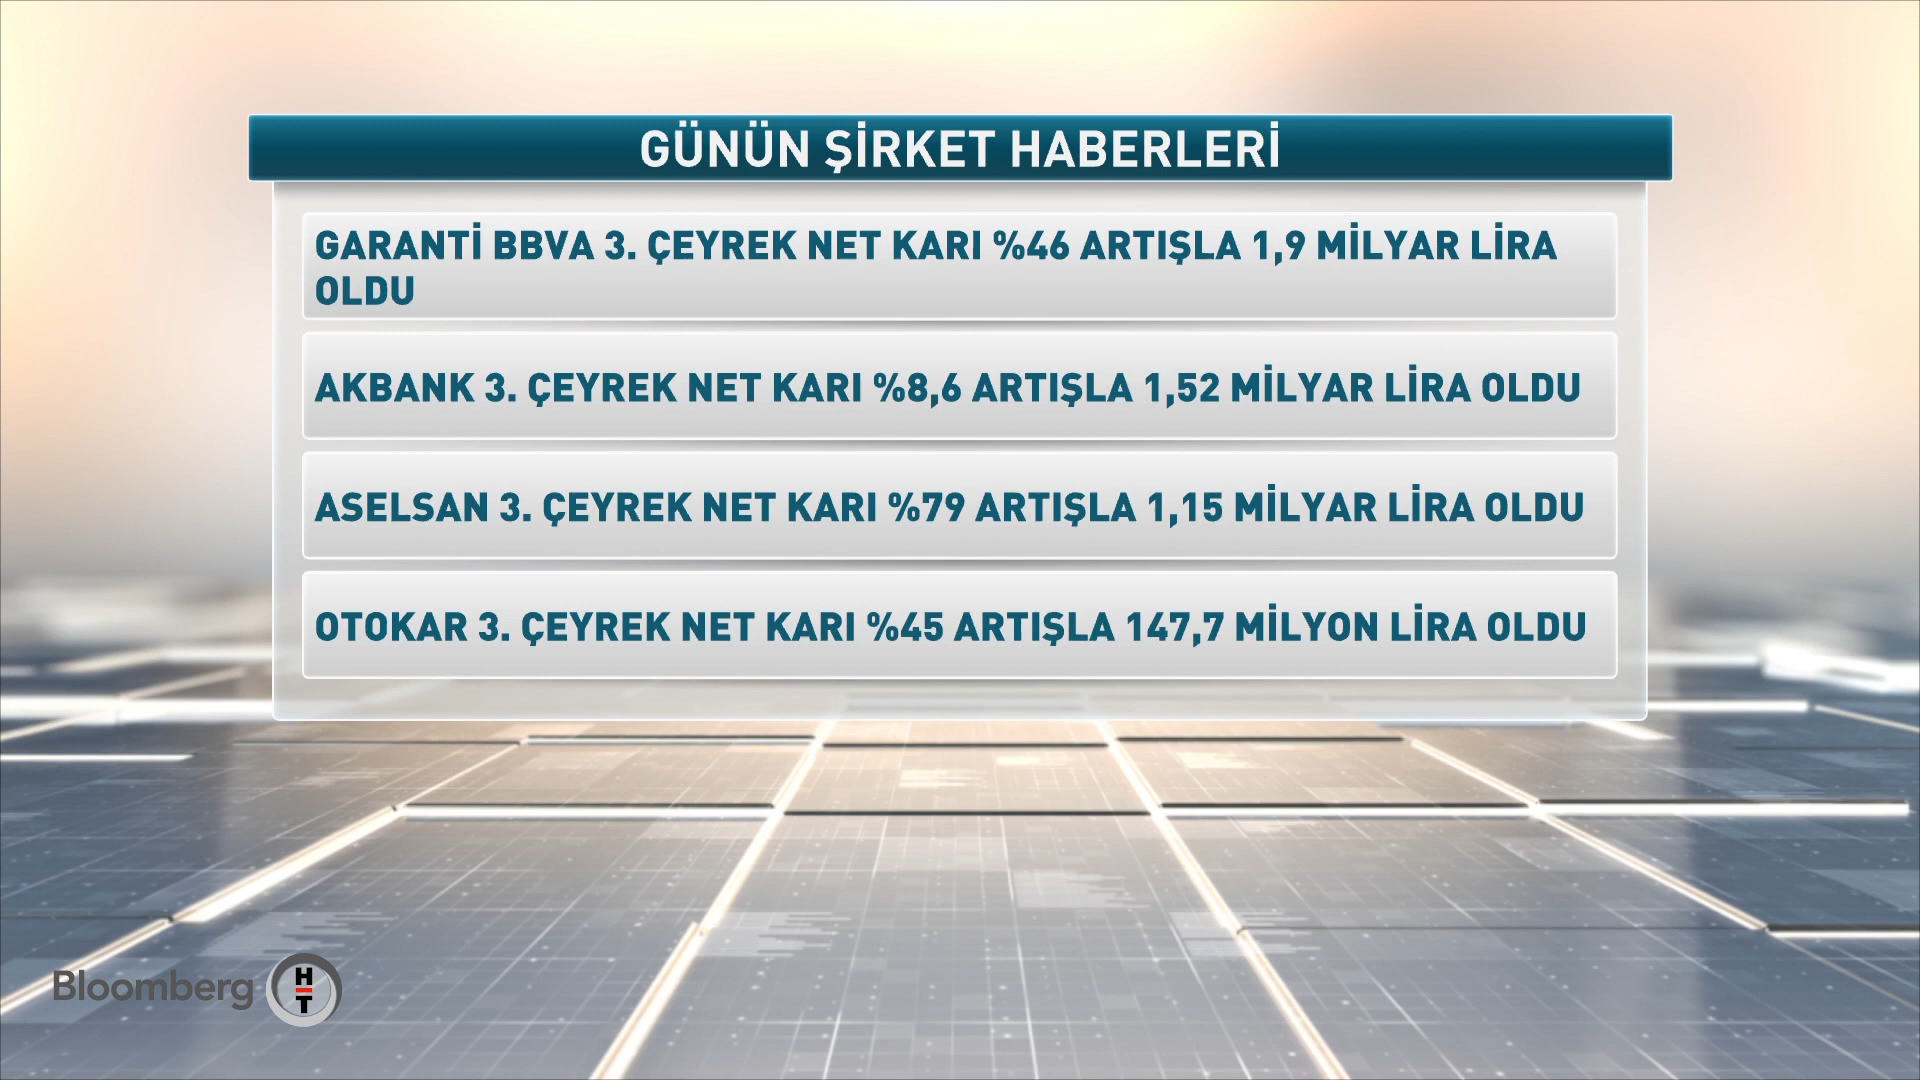 GÜNÜN ŞİRKET HABERLERİ
GARANTİ BBVA 3. ÇEYREK NET KARI %46 ARTIŞLA 1,9 MİLYAR LİRA
OLDU
AKBANK 3. ÇEYREK NET KARI %8,6 ARTIŞLA 1,52 MİLYAR LİRA OLDU
ASELSAN 3. ÇEYREK NET KARI %79 ARTIŞLA 1,15 MİLYAR LİRA OLDU
OTOKAR 3. ÇEYREK NET KARI %45 ARTIŞLA 147,7 MİLYON LİRA OLDU
Bloomberg HT